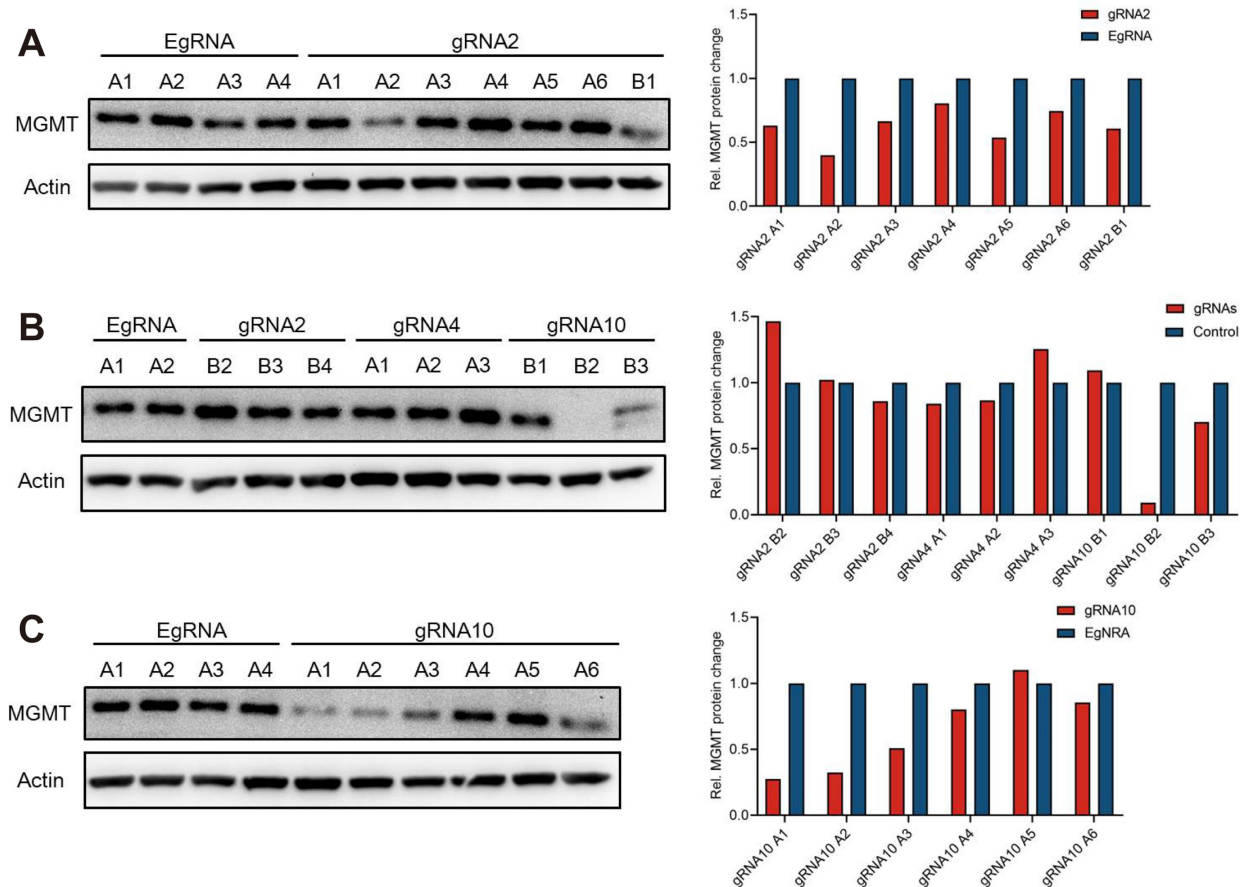 A
EgRNA gRNA2
A1 A2 A3 A4 A1 A2 A3 A4 A5 A6 B1
MGMT
Actin
gRNA2
EgRNA
Rel. MGMT protein change
1.5
1.0
0.5
0.0
gRNA2 A1 gRNA2 A2 gRNA2 A3 gRNA2 A4 gRNA2 A5 gRNA2 A6 gRNA2 B1
B
EgRNA gRNA2 gRNA4 gRNA10
A1 A2 B2 B3 B4 A1 A2 A3 B1 B2 B3
MGMT
Actin
gRNAs
Control
Rel. MGMT protein change
1.5
1.0
0.5
0.0
gRNA2 B2 gRNA2 B3 gRNA2 B4 gRNA4 A1 gRNA4 A2 gRNA4 A3 gRNA10 B1 gRNA10 B2 gRNA10 B3
C
EgRNA gRNA10
A1 A2 A3 A4 A1 A2 A3 A4 A5 A6
MGMT
Actin
gRNA10
EgNRA
Rel. MGMT protein change
1.5
1.0
0.5
0.0
gRNA10 A1 gRNA10 A2 gRNA10 A3 gRNA10 A4 gRNA10 A5 gRNA10 A6